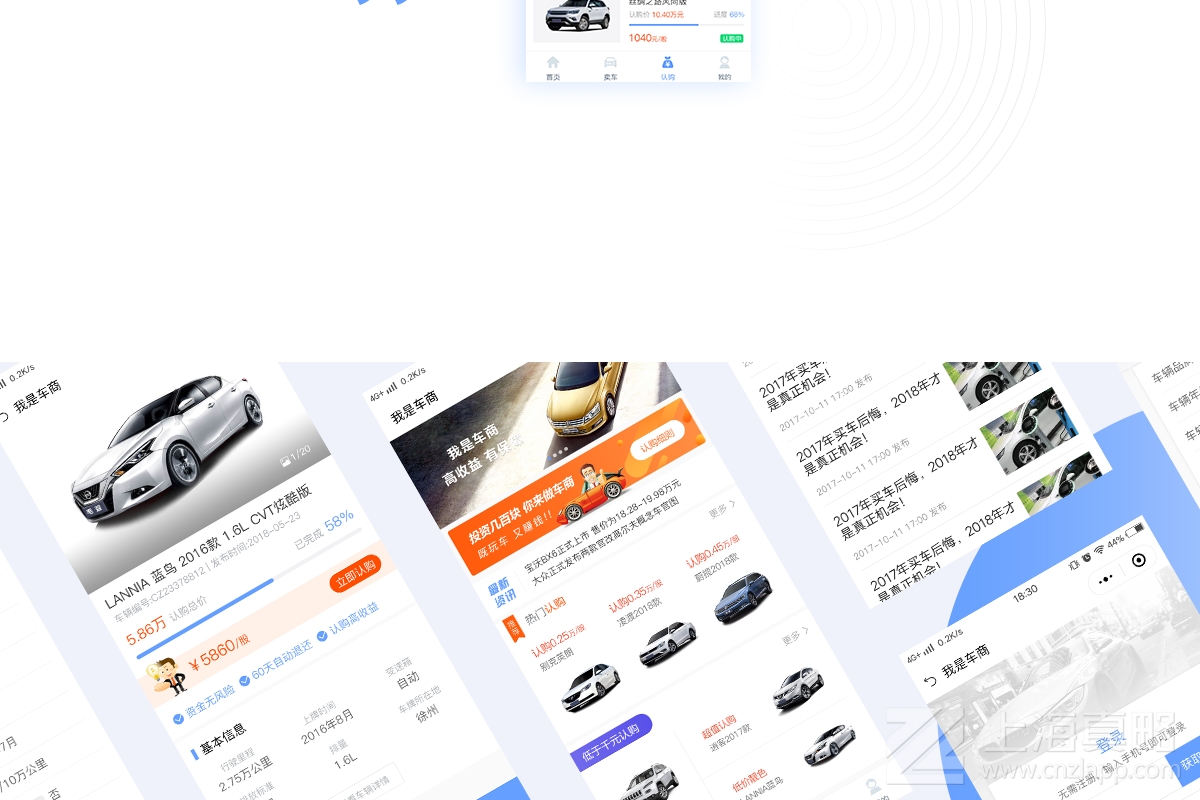 丝绸之路风尚版
认购价 10.40万元
进度 68%
1040元/股
认购中
首页
卖车
认购
我的
0.2K/s
我是车商
1/20
LANNIA 蓝鸟 2016款 1.6L CVT炫酷版
车辆编号:CZ23378812 | 发布时间:2018-05-23
5.86万 认购总价
已完成 58%
¥5860/股
立即认购
资金无风险
60天自动退还
认购高收益
基本信息
行驶里程
2.75万公里
上牌时间
2016年8月
变速箱
自动
排放标准
排量
1.6L
车牌所在地
徐州
7月
/10万公里
否
4G+ 0.2K/s
我是车商
我是车商
高收益 有保
投资几百块 你来做车商
既玩车 又赚钱!!
认购细则
最新
资讯
宝沃BX6正式上市 售价为18.28-19.98万元
大众正式发布两款官改高尔夫概念车官图
更多
推荐
热门认购
认购0.25万/股
别克英朗
认购0.35万/股
凌渡2018款
认购0.45万/股
蔚揽2018款
更多
低于千元认购
超值认购
逍客2017款
低价靓色
LANNIA蓝鸟
2017年买车后悔,2018年才
是真正机会!
2017-10-11 17:00 发布
2017年买车后悔,2018年才
是真正机会!
2017-10-11 17:00 发布
2017年买车后悔,2018年才
是真正机会!
2017-10-11 17:00 发布
2017年买车后悔,2018年才
是真正机会!
车辆品牌
车辆年
18:30
44%
4G+ 0.2K/s
我是车商
登录
无需注册,输入手机号即可登录
获取
上海真帜
www.cnzlapp.com